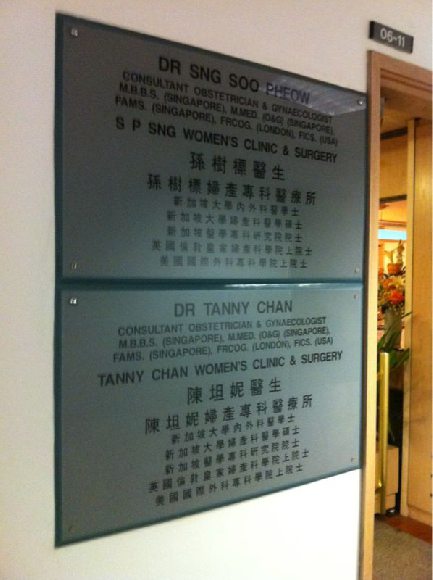 06-11
DR SNG SOO PHEOW
CONSULTANT OBSTETRICIAN & GYNAECOLOGIST
M.B.B.S. (SINGAPORE), M.MED. (O&G) (SINGAPORE),
FAMS. (SINGAPORE), FRCOG. (LONDON), FICS. (USA)
S P SNG WOMEN'S CLINIC & SURGERY
孫樹標醫生
孫樹標婦產專科醫療所
新加坡大學內外科醫學士
新加坡大學婦產科醫學碩士
新加坡醫學專科研究院院士
英國倫敦皇家婦產科學院上院士
美國國際外科專科學院上院士
DR TANNY CHAN
CONSULTANT OBSTETRICIAN & GYNAECOLOGIST
M.B.B.S. (SINGAPORE), M.MED. (O&G) (SINGAPORE),
FAMS. (SINGAPORE), FRCOG. (LONDON), FICS. (USA)
TANNY CHAN WOMEN'S CLINIC & SURGERY
陳坦妮醫生
陳坦妮婦產專科醫療所
新加坡大學內外科醫學士
新加坡大學婦產科醫學碩士
新加坡醫學專科研究院院士
英國倫敦皇家婦產科學院上院士
美國國際外科專科學院上院士